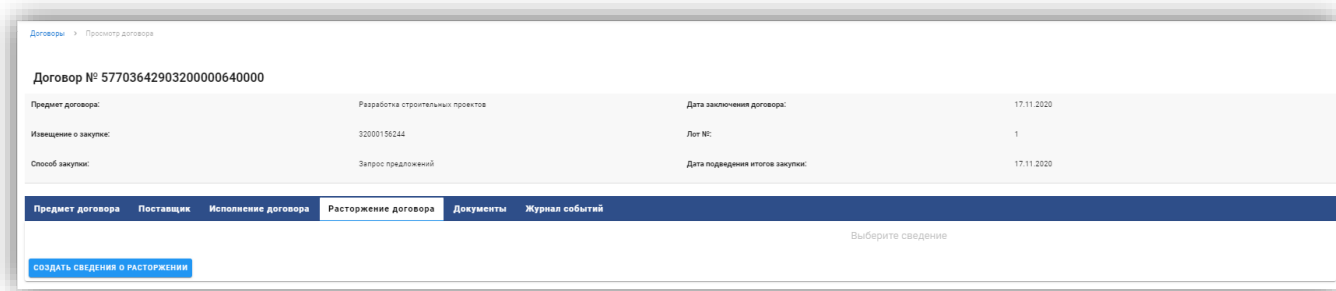 Договоры > Просмотр договора
Договор № 57703642903200000640000
Предмет договора: Разработка строительных проектов Дата заключения договора: 17.11.2020
Извещение о закупке: 32000156244 Лот №: 1
Способ закупки: Запрос предложений Дата подведения итогов закупки: 17.11.2020
Предмет договора Поставщик Исполнение договора Расторжение договора Документы Журнал событий
Выберите сведение
СОЗДАТЬ СВЕДЕНИЯ О РАСТОРЖЕНИИ